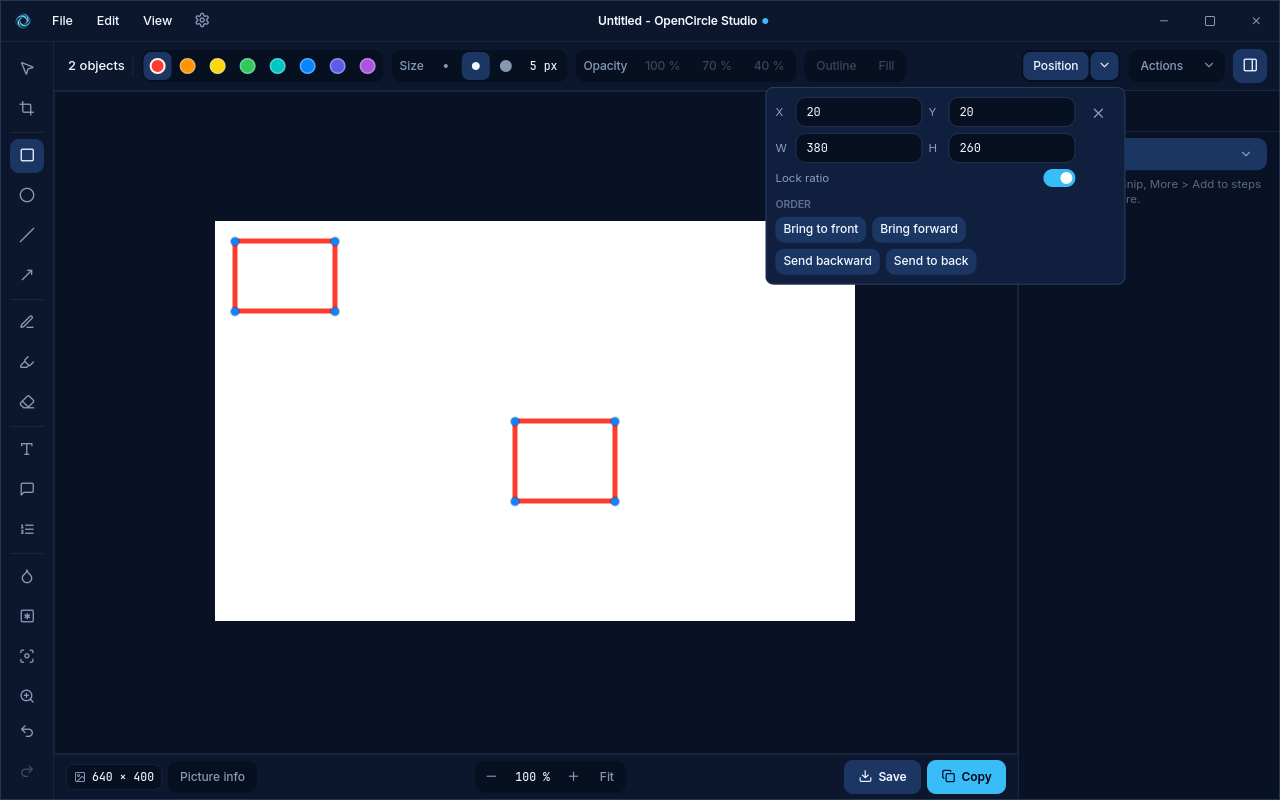 File Edit View Untitled - OpenCircle Studio
2 objects Size 5 px Opacity 100 % 70 % 40 % Outline Fill Position Actions
X 20 Y 20
W 380 H 260
Lock ratio
ORDER
Bring to front Bring forward
Send backward Send to back
nip, More > Add to steps
re.
640 × 400 Picture info 100 % Fit Save Copy